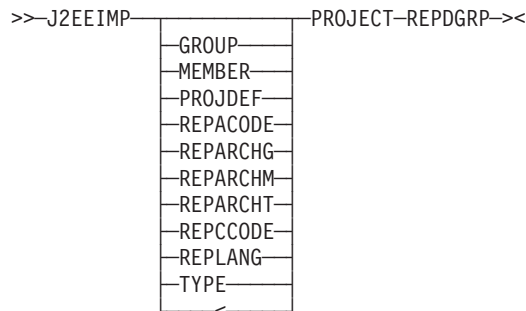 >>—J2EEIMP—PROJECT—REPDGRP—><
GROUP
MEMBER
PROJDEF
REPACODE
REPARCHG
REPARCHM
REPARCHT
REPCCODE
REPLANG
TYPE
<